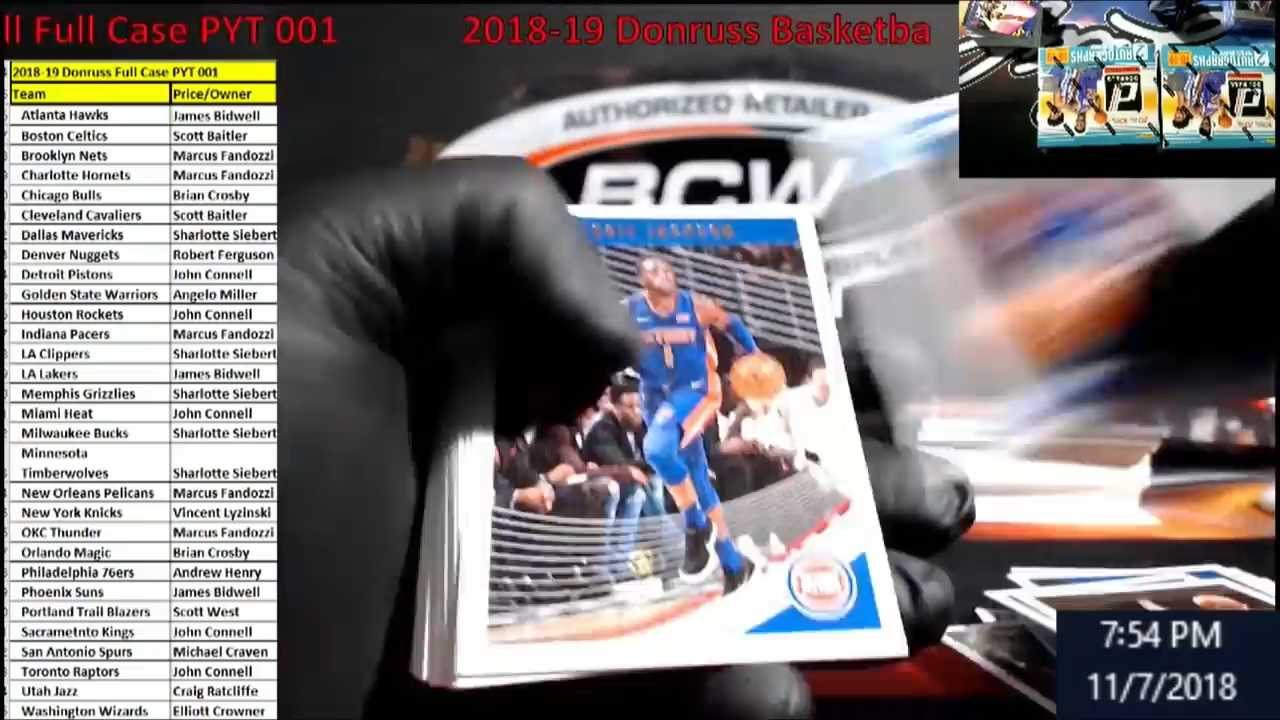 ll Full Case PYT 001 2018-19 Donruss Basketba
2018-19 Donruss Full Case PYT 001
Team Price/Owner
Atlanta Hawks James Bidwell
Boston Celtics Scott Baitler
Brooklyn Nets Marcus Fandozzi
Charlotte Hornets Marcus Fandozzi
Chicago Bulls Brian Crosby
Cleveland Cavaliers Scott Baitler
Dallas Mavericks Sharlotte Siebert
Denver Nuggets Robert Ferguson
Detroit Pistons John Connell
Golden State Warriors Angelo Miller
Houston Rockets John Connell
Indiana Pacers Marcus Fandozzi
LA Clippers Sharlotte Siebert
LA Lakers James Bidwell
Memphis Grizzlies Sharlotte Siebert
Miami Heat John Connell
Milwaukee Bucks Sharlotte Siebert
Minnesota
Timberwolves Sharlotte Siebert
New Orleans Pelicans Marcus Fandozzi
New York Knicks Vincent Lyzinski
OKC Thunder Marcus Fandozzi
Orlando Magic Brian Crosby
Philadelphia 76ers Andrew Henry
Phoenix Suns James Bidwell
Portland Trail Blazers Scott West
Sacrametnto Kings John Connell
San Antonio Spurs Michael Craven
Toronto Raptors John Connell
Utah Jazz Craig Ratcliffe
Washington Wizards Elliott Crowner
AUTHORIZED RETAILER
BCW
AUTOGRAPHS
AUTOGRAPHS
7:54 PM
11/7/2018